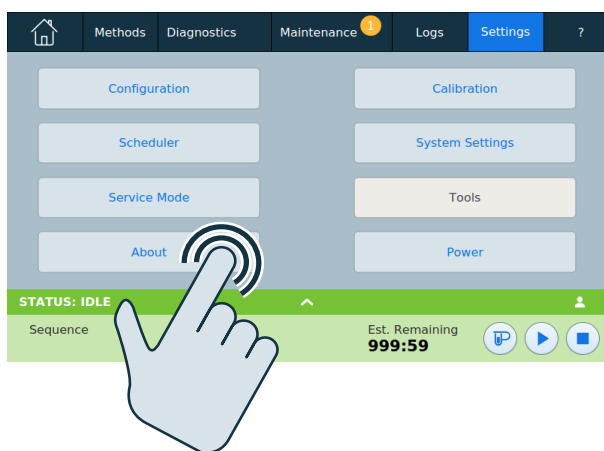 Methods Diagnostics Maintenance 1 Logs Settings ?
Configuration Calibration
Scheduler System Settings
Service Mode Tools
About Power
STATUS: IDLE
Sequence Est. Remaining
999:59